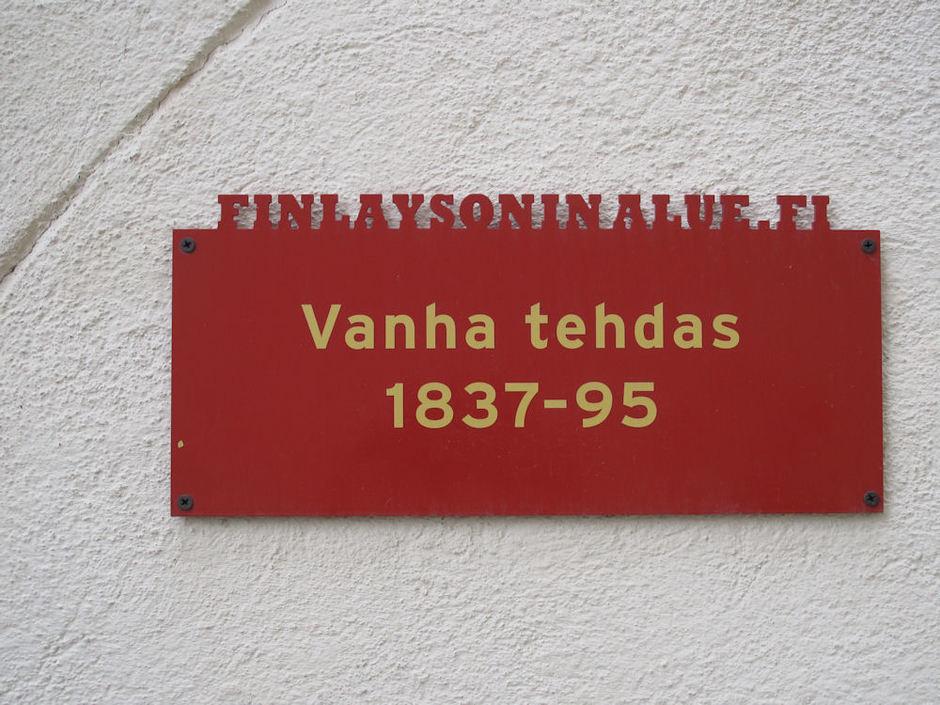 FINLAYSONINALUE.FI
Vanha tehdas
1837-95